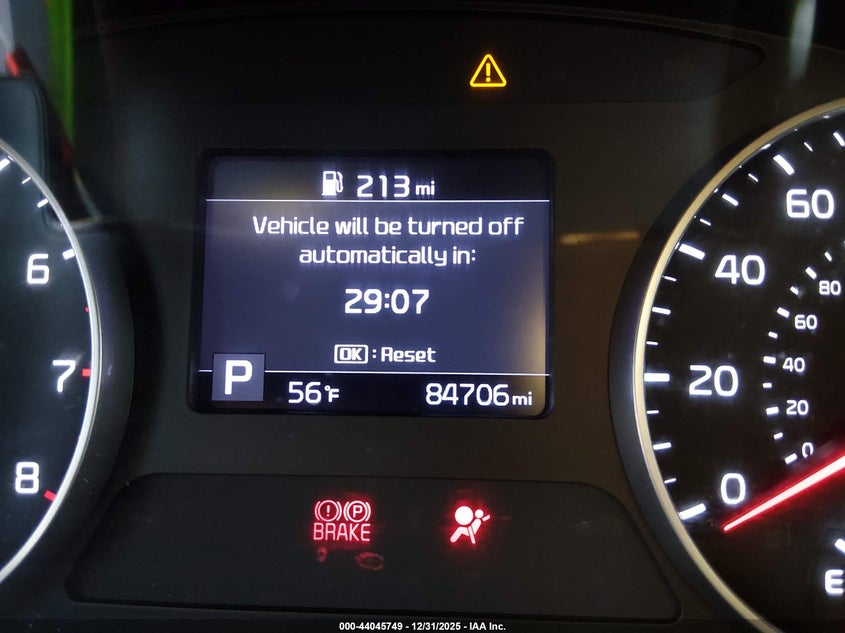 213 mi
Vehicle will be turned off
automatically in:
29:07
OK : Reset
P
56°F
84706 mi
6
7
8
60
40
20
0
80
60
40
20
0
E
P
BRAKE
000-44045749 - 12/31/2025 - IAA Inc.